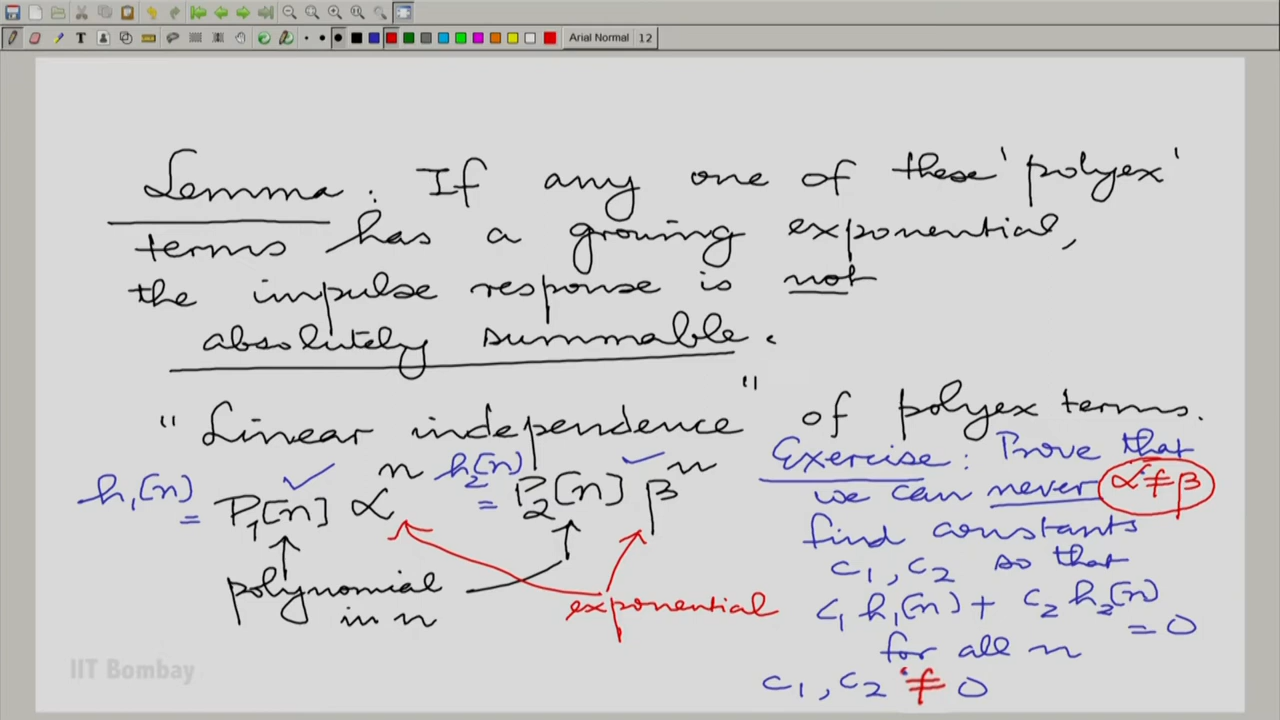 Arial Normal 12
Lemma: If any one of these 'polyex'
terms has a growing exponential,
the impulse response is not
absolutely summable.
"Linear independence" of polyex terms.
h₁[n] = P₁[n] αⁿ h₂[n] = P₂[n] βⁿ
polynomial
in n
exponential
Exercise: Prove that
we can never α≠β
find constants
c₁, c₂ so that
c₁ h₁[n] + c₂ h₂[n]
= 0
for all n
c₁, c₂ ≠ 0
IIT Bombay